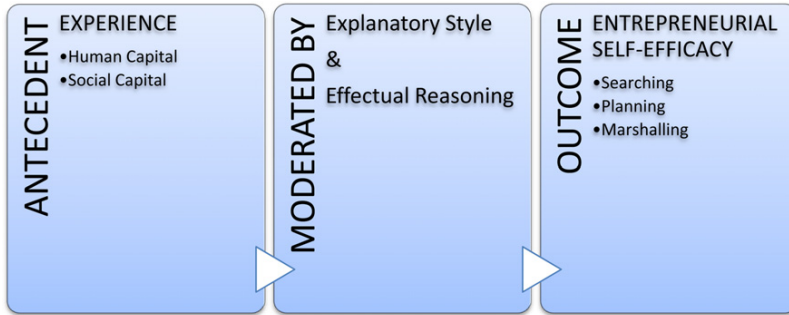 ANTECEDENT
EXPERIENCE
•Human Capital
•Social Capital
MODERATED BY
Explanatory Style
&
Effectual Reasoning
OUTCOME
ENTREPRENEURIAL
SELF-EFFICACY
•Searching
•Planning
•Marshalling